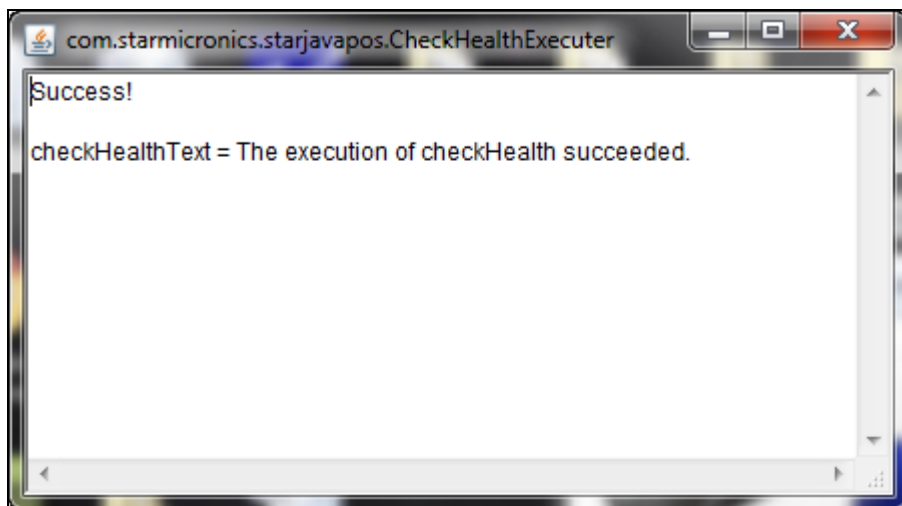 com.starmicronics.starjavapos.CheckHealthExecuter
Success!
checkHealthText = The execution of checkHealth succeeded.